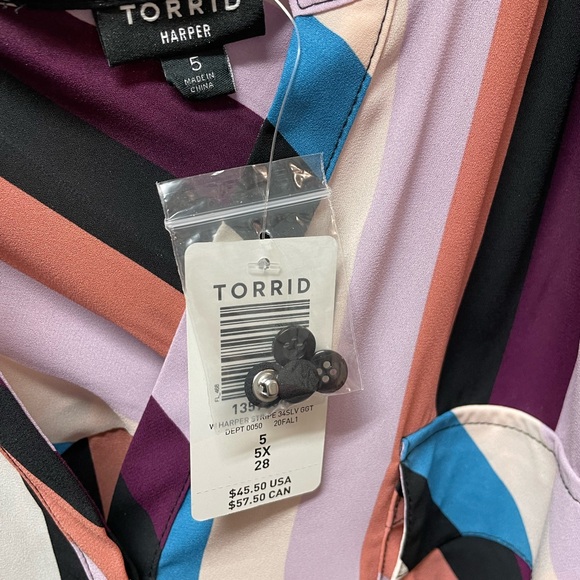 TORRID
HARPER
5
MADE IN
CHINA
TORRID
W HARPER STRIPE 34SLV GGT
DEPT 0050 20FAL1
5
5X
28
$45.50 USA
$57.50 CAN